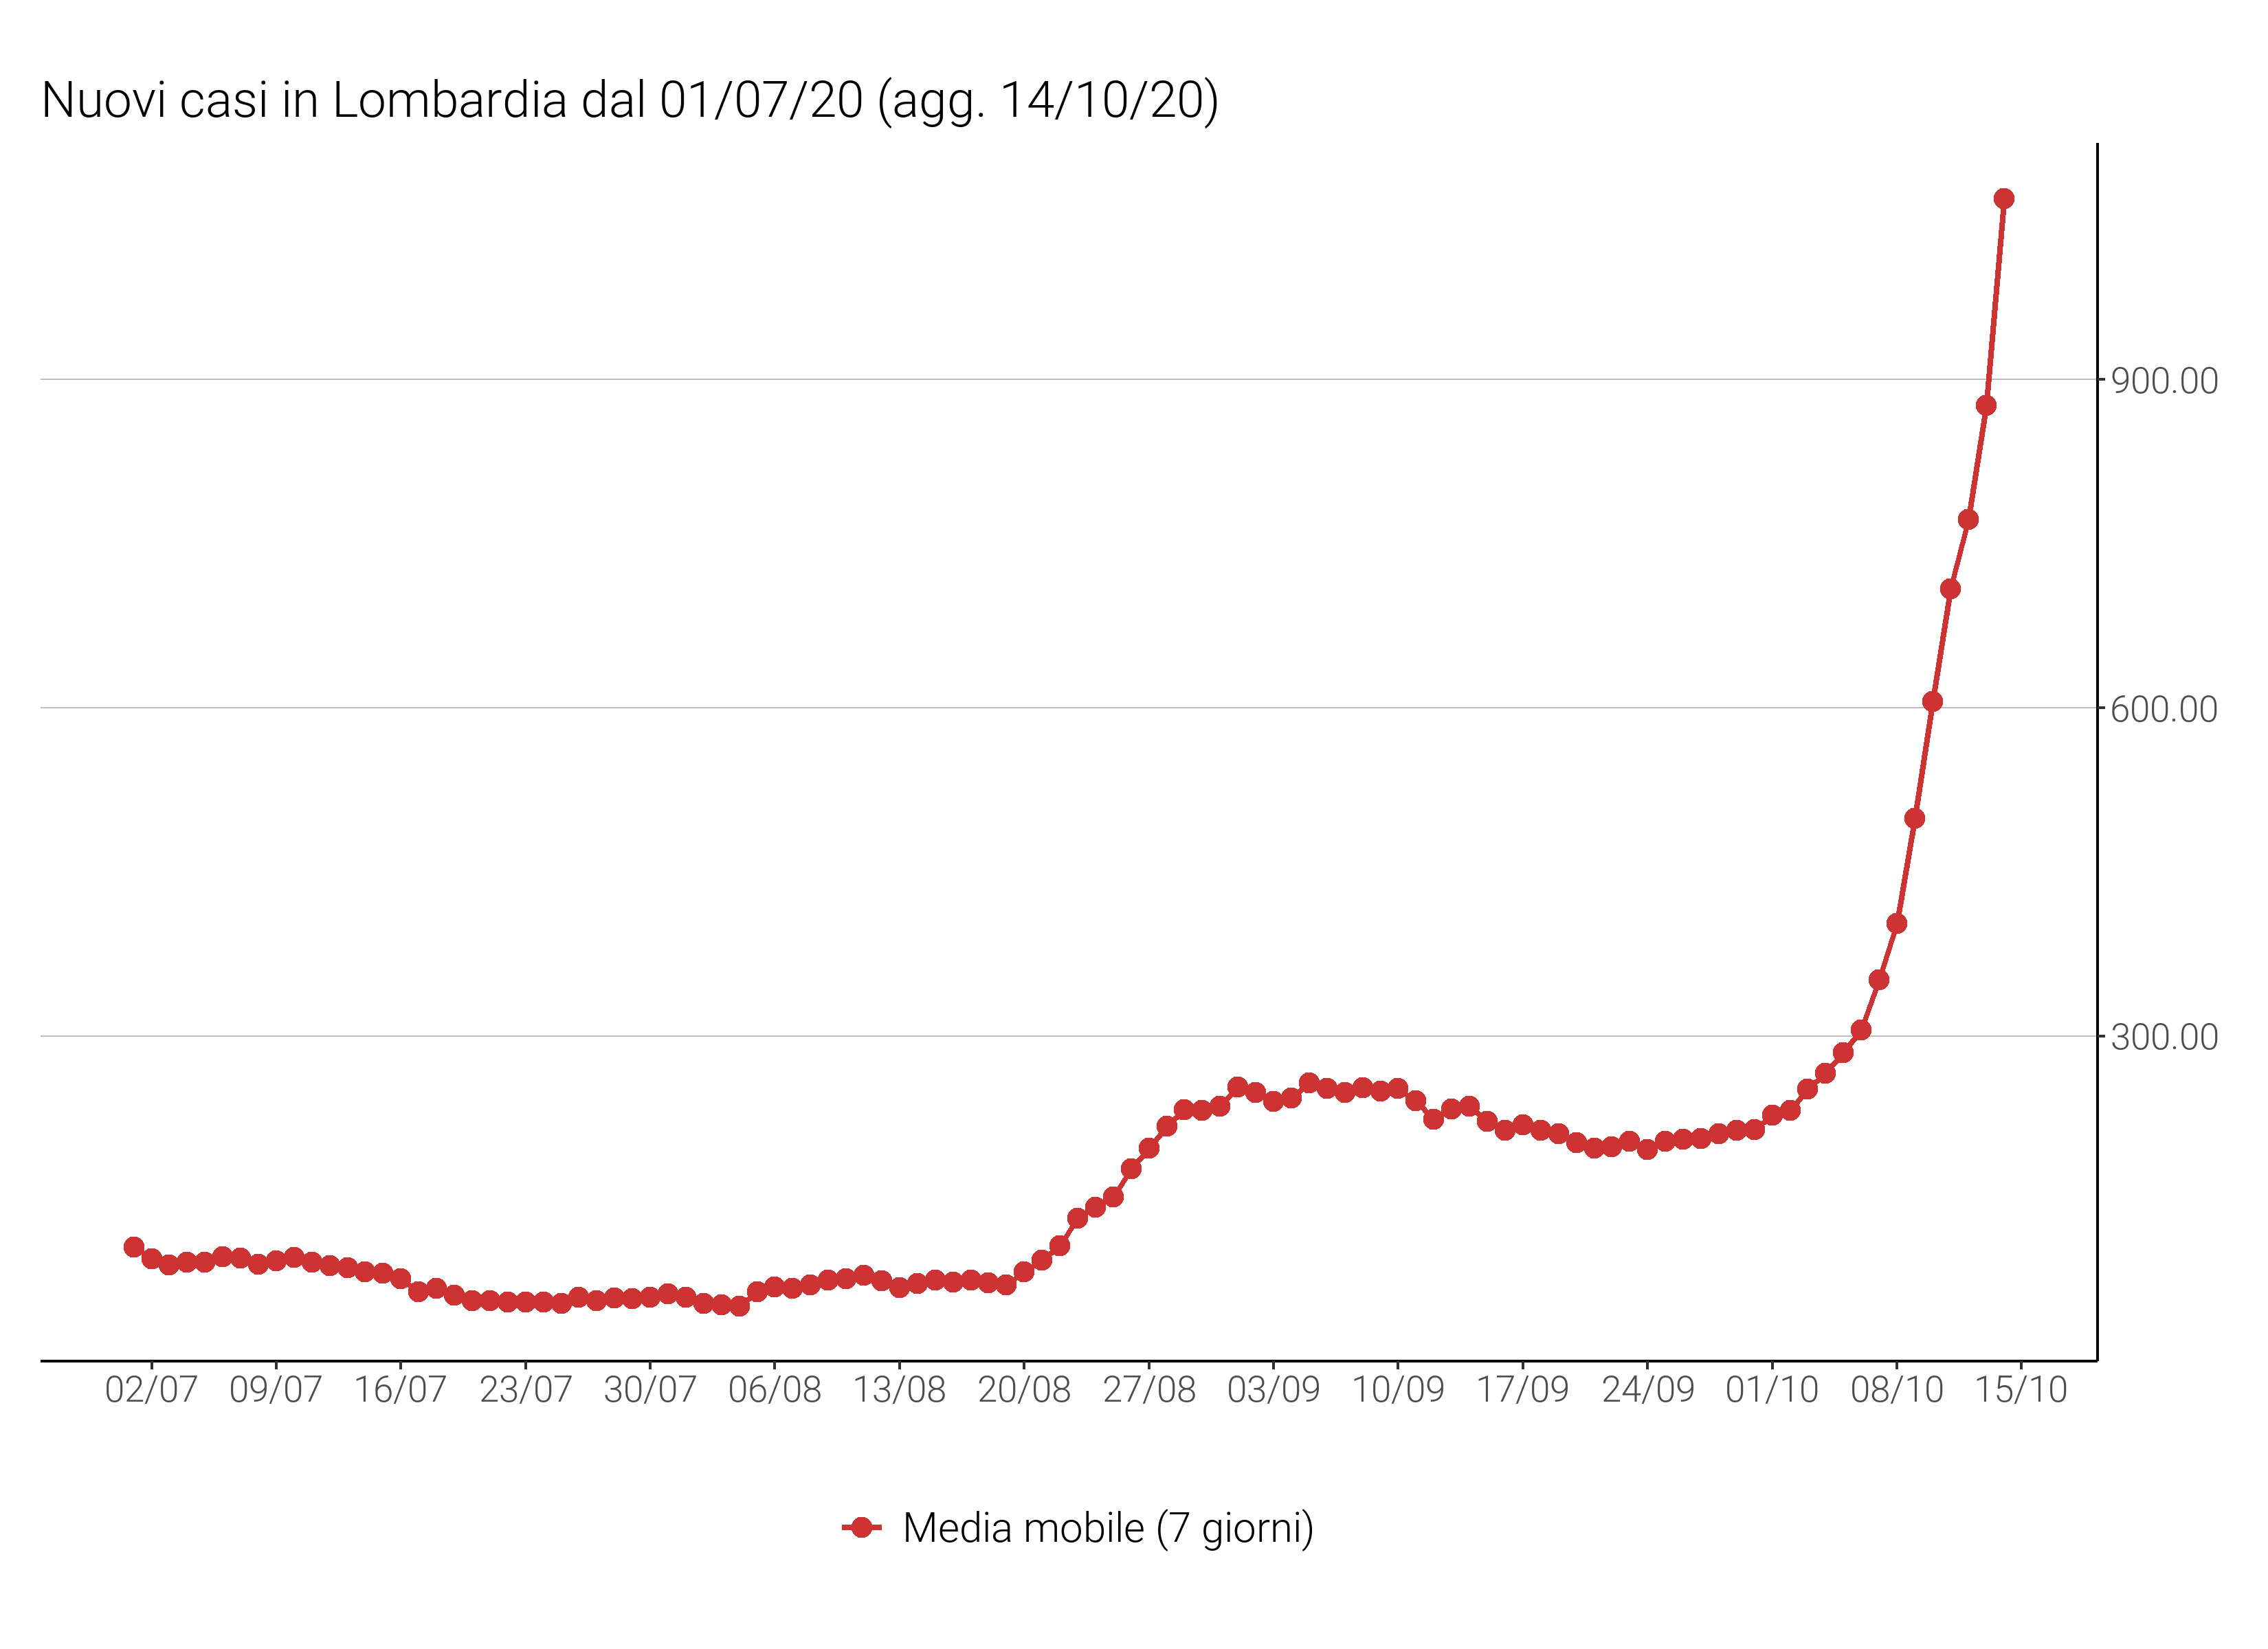 Nuovi casi in Lombardia dal 01/07/20 (agg. 14/10/20)
900.00
600.00
300.00
02/07 09/07 16/07 23/07 30/07 06/08 13/08 20/08 27/08 03/09 10/09 17/09 24/09 01/10 08/10 15/10
Media mobile (7 giorni)